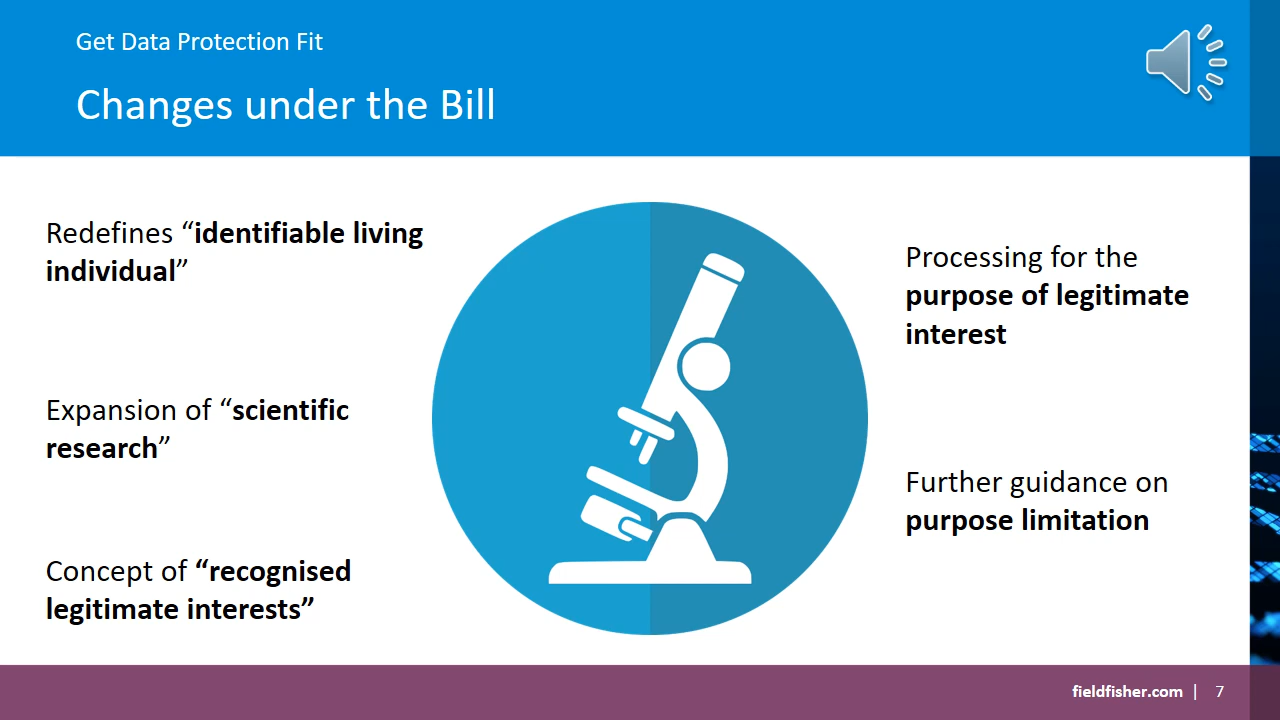 Get Data Protection Fit
Changes under the Bill
Redefines “identifiable living
individual”
Expansion of “scientific
research”
Concept of “recognised
legitimate interests”
Processing for the
purpose of legitimate
interest
Further guidance on
purpose limitation
fieldfisher.com | 7